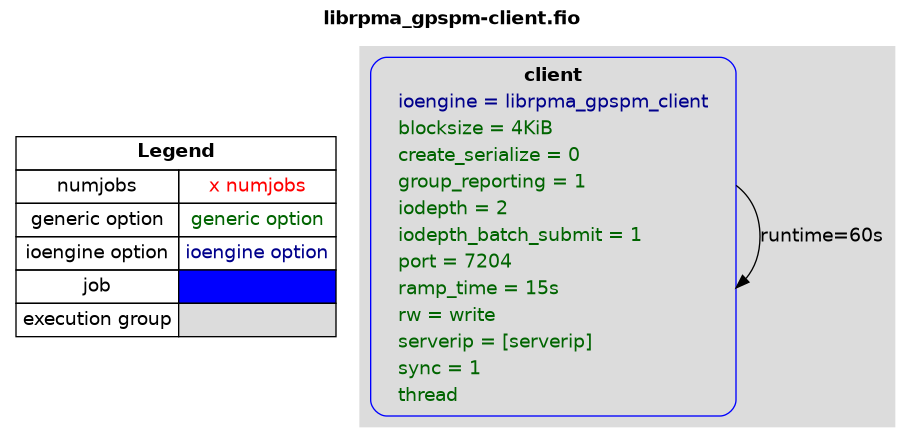 librpma_gpspm-client.fio
Legend
numjobs x numjobs
generic option generic option
ioengine option ioengine option
job
execution group
client
ioengine = librpma_gpspm_client
blocksize = 4KiB
create_serialize = 0
group_reporting = 1
iodepth = 2
iodepth_batch_submit = 1
port = 7204
ramp_time = 15s
rw = write
serverip = [serverip]
sync = 1
thread
runtime=60s